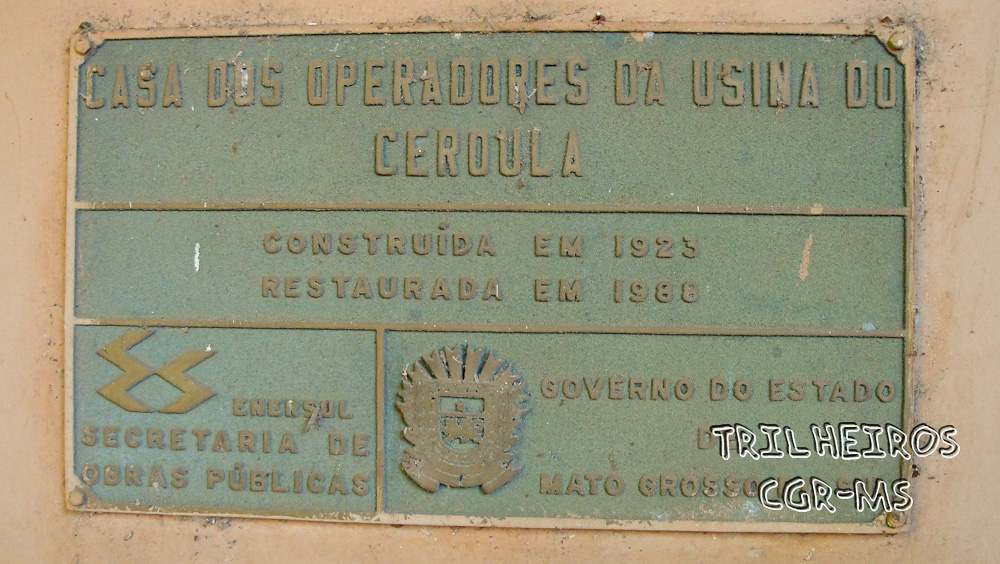 CASA DOS OPERADORES DA USINA DO
CEROULA
CONSTRUÍDA EM 1923
RESTAURADA EM 1988
ENERSUL
SECRETARIA DE
OBRAS PÚBLICAS
GOVERNO DO ESTADO
MATO GROSSO
TRILHEIROS
CGR-MS